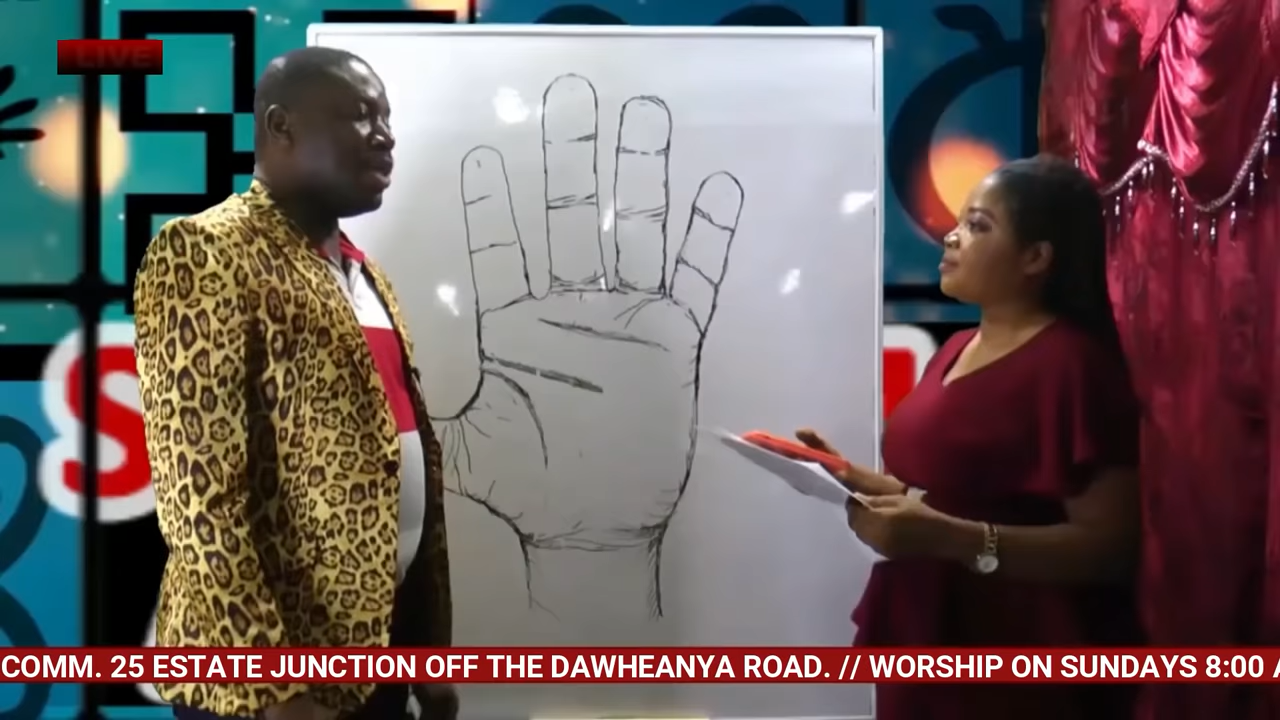 LIVE
COMM. 25 ESTATE JUNCTION OFF THE DAWHEANYA ROAD. // WORSHIP ON SUNDAYS 8:00 A